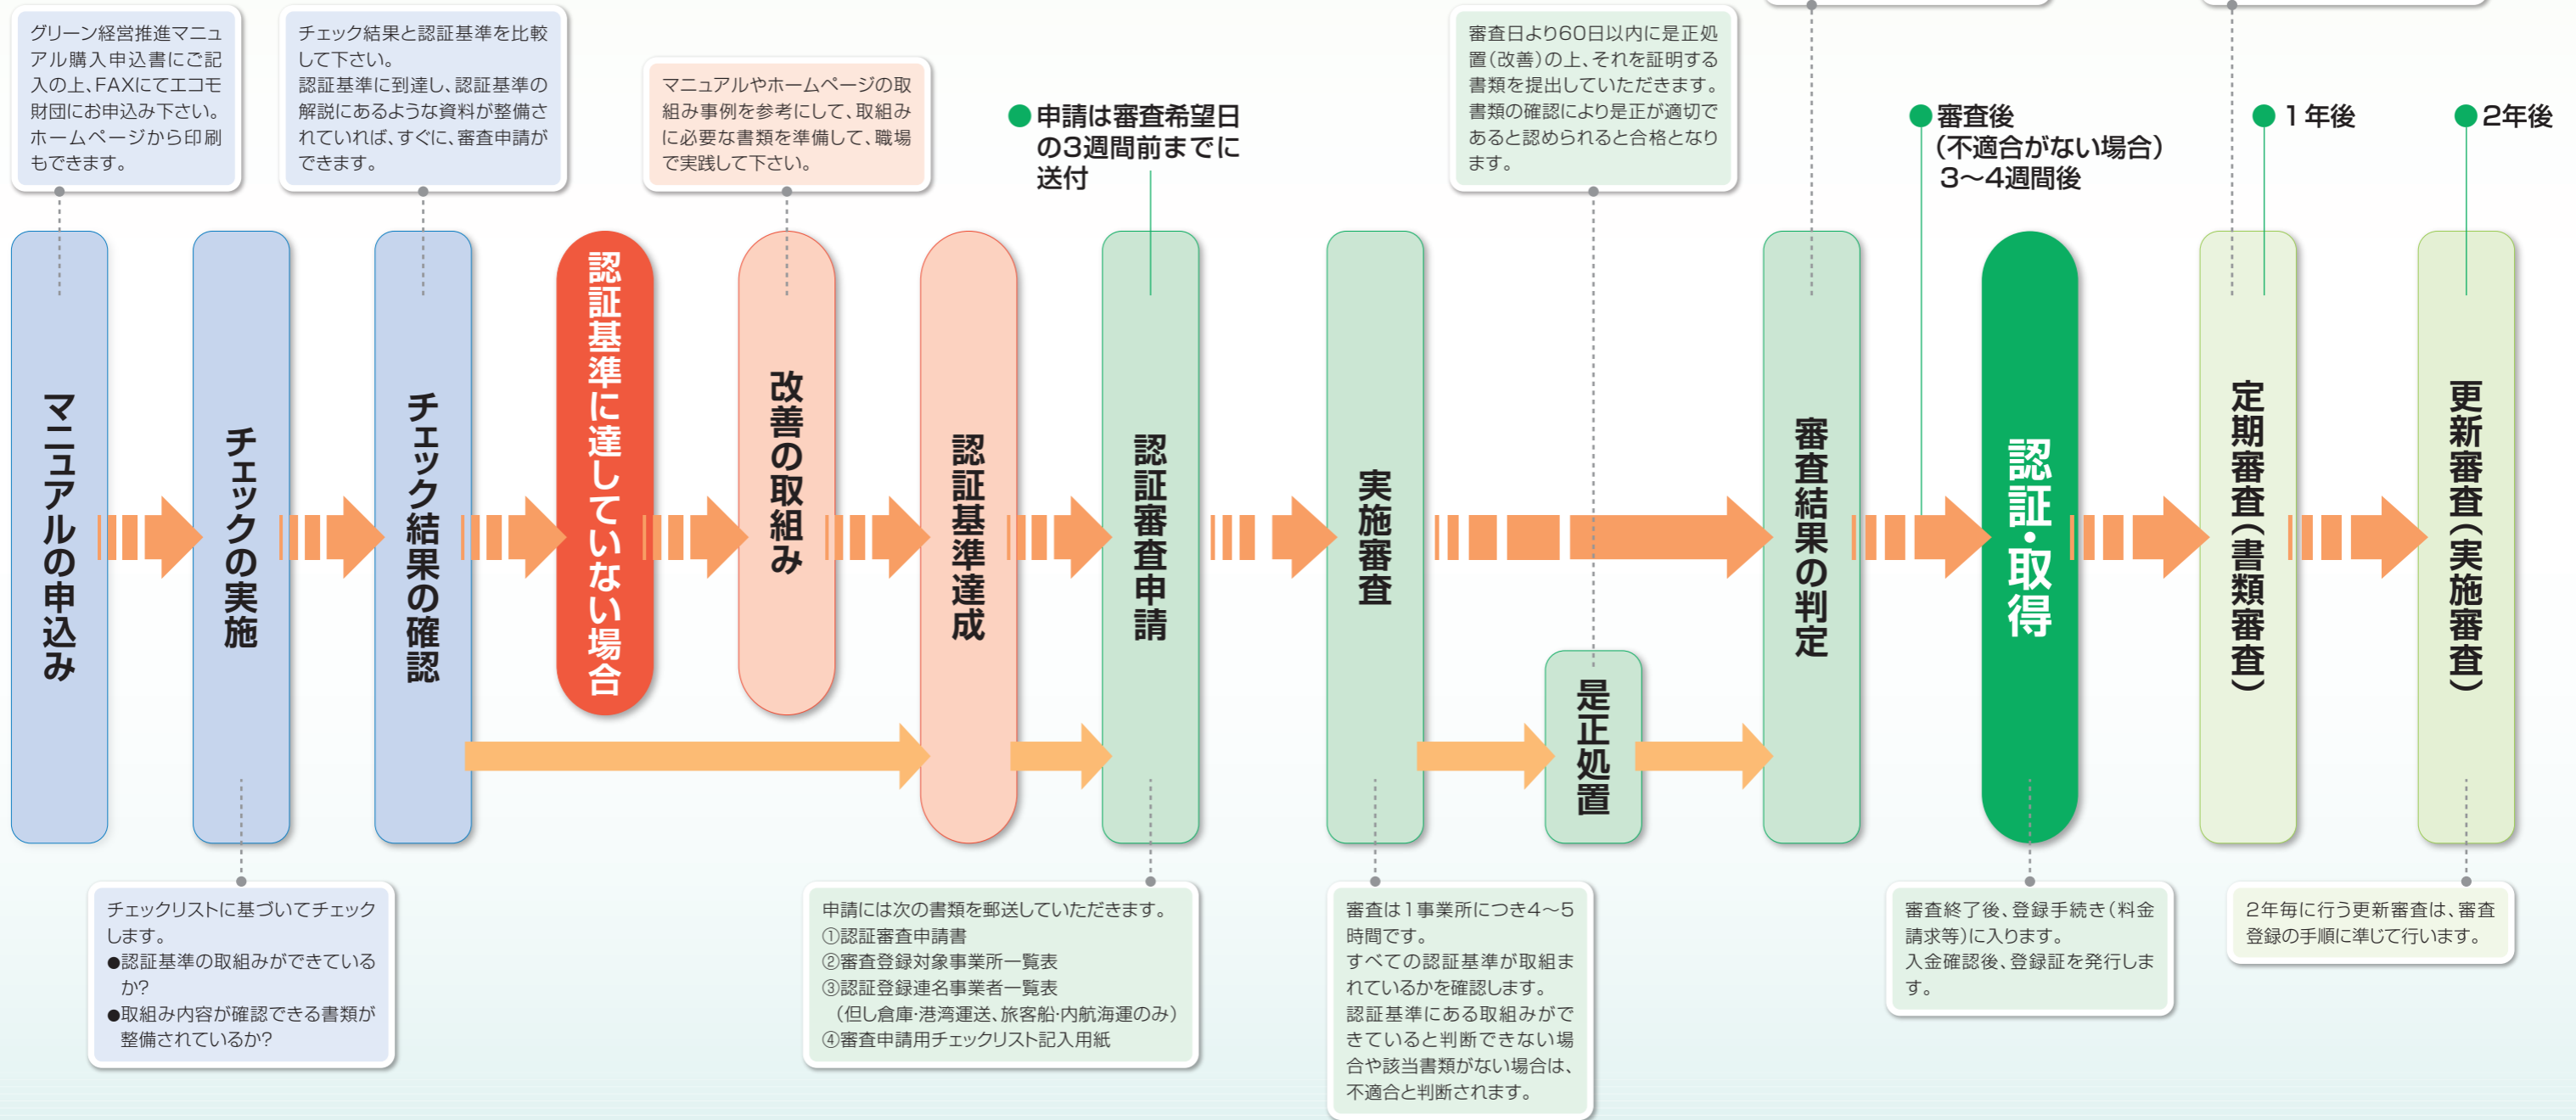 グリーン経営推進マニュ
アル購入申込書にご記
入の上、FAXにてエコモ
財団にお申込み下さい。
ホームページから印刷
もできます。
チェック結果と認証基準を比較
して下さい。
認証基準に到達し、認証基準の
解説にあるような資料が整備さ
れていれば、すぐに、審査申請が
できます。
マニュアルやホームページの取
組み事例を参考にして、取組み
に必要な書類を準備して、職場
で実践して下さい。
●申請は審査希望日
の3週間前までに
送付
審査日より60日以内に是正処
置(改善)の上、それを証明する
書類を提出していただきます。
書類の確認により是正が適切で
あると認められると合格となり
ます。
●審査後
(不適合がない場合)
3〜4週間後
●1年後
●2年後
マニュアルの申込み
チェックの実施
チェック結果の確認
認証基準に達していない場合
改善の取組み
認証基準達成
認証審査申請
実施審査
是正処置
審査結果の判定
認証・取得
定期審査(書類審査)
更新審査(実施審査)
チェックリストに基づいてチェック
します。
●認証基準の取組みができている
か?
●取組み内容が確認できる書類が
整備されているか?
申請には次の書類を郵送していただきます。
①認証審査申請書
②審査登録対象事業所一覧表
③認証登録連名事業者一覧表
(但し倉庫・港湾運送、旅客船・内航海運のみ)
④審査申請用チェックリスト記入用紙
審査は1事業所につき4〜5
時間です。
すべての認証基準が取組ま
れているかを確認します。
認証基準にある取組みがで
きていると判断できない場
合や該当書類がない場合は、
不適合と判断されます。
審査終了後、登録手続き(料金
請求等)に入ります。
入金確認後、登録証を発行しま
す。
2年毎に行う更新審査は、審査
登録の手順に準じて行います。